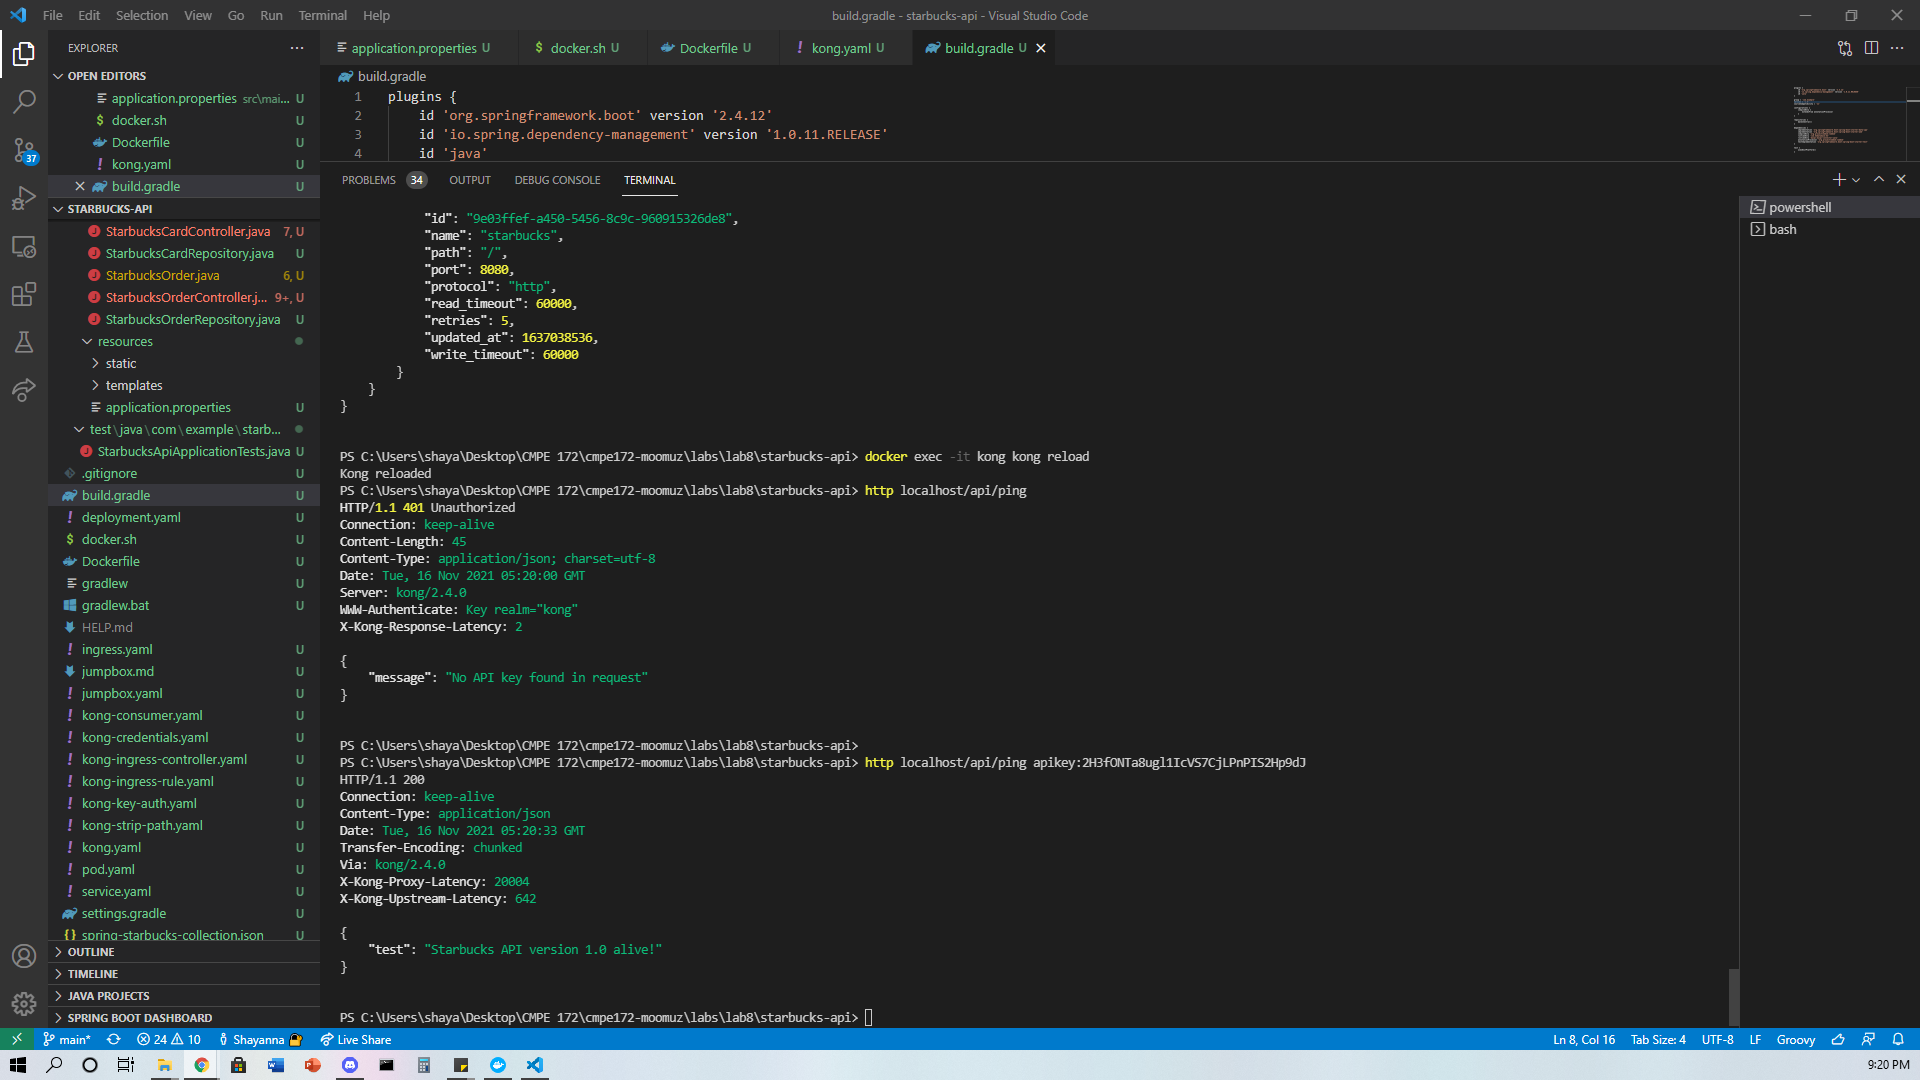 File Edit Selection View Go Run Terminal Help
build.gradle - starbucks-api - Visual Studio Code
EXPLORER
OPEN EDITORS
application.properties src\mai... U
docker.sh U
Dockerfile U
kong.yaml U
build.gradle U
STARBUCKS-API
StarbucksCardController.java 7, U
StarbucksCardRepository.java U
StarbucksOrder.java 6, U
StarbucksOrderController.j... 9+, U
StarbucksOrderRepository.java U
resources
static
templates
application.properties U
test\java\com\example\starb...
StarbucksApiApplicationTests.java U
.gitignore U
build.gradle U
deployment.yaml U
docker.sh U
Dockerfile U
gradlew U
gradlew.bat U
HELP.md
ingress.yaml U
jumpbox.md U
jumpbox.yaml U
kong-consumer.yaml U
kong-credentials.yaml U
kong-ingress-controller.yaml U
kong-ingress-rule.yaml U
kong-key-auth.yaml U
kong-strip-path.yaml U
kong.yaml U
pod.yaml U
service.yaml U
settings.gradle U
spring-starbucks-collection.json U
OUTLINE
TIMELINE
JAVA PROJECTS
SPRING BOOT DASHBOARD
37
application.properties U
docker.sh U
Dockerfile U
kong.yaml U
build.gradle U
build.gradle
1 plugins {
2 id 'org.springframework.boot' version '2.4.12'
3 id 'io.spring.dependency-management' version '1.0.11.RELEASE'
4 id 'java'
PROBLEMS 34 OUTPUT DEBUG CONSOLE TERMINAL
"id": "9e03ffef-a450-5456-8c9c-960915326de8",
"name": "starbucks",
"path": "/",
"port": 8080,
"protocol": "http",
"read_timeout": 60000,
"retries": 5,
"updated_at": 1637038536,
"write_timeout": 60000
}
}
}
PS C:\Users\shaya\Desktop\CMPE 172\cmpe172-moomuz\labs\lab8\starbucks-api> docker exec -it kong kong reload
Kong reloaded
PS C:\Users\shaya\Desktop\CMPE 172\cmpe172-moomuz\labs\lab8\starbucks-api> http localhost/api/ping
HTTP/1.1 401 Unauthorized
Connection: keep-alive
Content-Length: 45
Content-Type: application/json; charset=utf-8
Date: Tue, 16 Nov 2021 05:20:00 GMT
Server: kong/2.4.0
WWW-Authenticate: Key realm="kong"
X-Kong-Response-Latency: 2
{
"message": "No API key found in request"
}
PS C:\Users\shaya\Desktop\CMPE 172\cmpe172-moomuz\labs\lab8\starbucks-api>
PS C:\Users\shaya\Desktop\CMPE 172\cmpe172-moomuz\labs\lab8\starbucks-api> http localhost/api/ping apikey:2H3fONTa8ugl1IcVS7CjLPnPIS2Hp9dJ
HTTP/1.1 200
Connection: keep-alive
Content-Type: application/json
Date: Tue, 16 Nov 2021 05:20:33 GMT
Transfer-Encoding: chunked
Via: kong/2.4.0
X-Kong-Proxy-Latency: 20004
X-Kong-Upstream-Latency: 642
{
"test": "Starbucks API version 1.0 alive!"
}
PS C:\Users\shaya\Desktop\CMPE 172\cmpe172-moomuz\labs\lab8\starbucks-api>
powershell
bash
main* 24 10 Shayanna Live Share
Ln 8, Col 16 Tab Size: 4 UTF-8 LF Groovy
9:20 PM